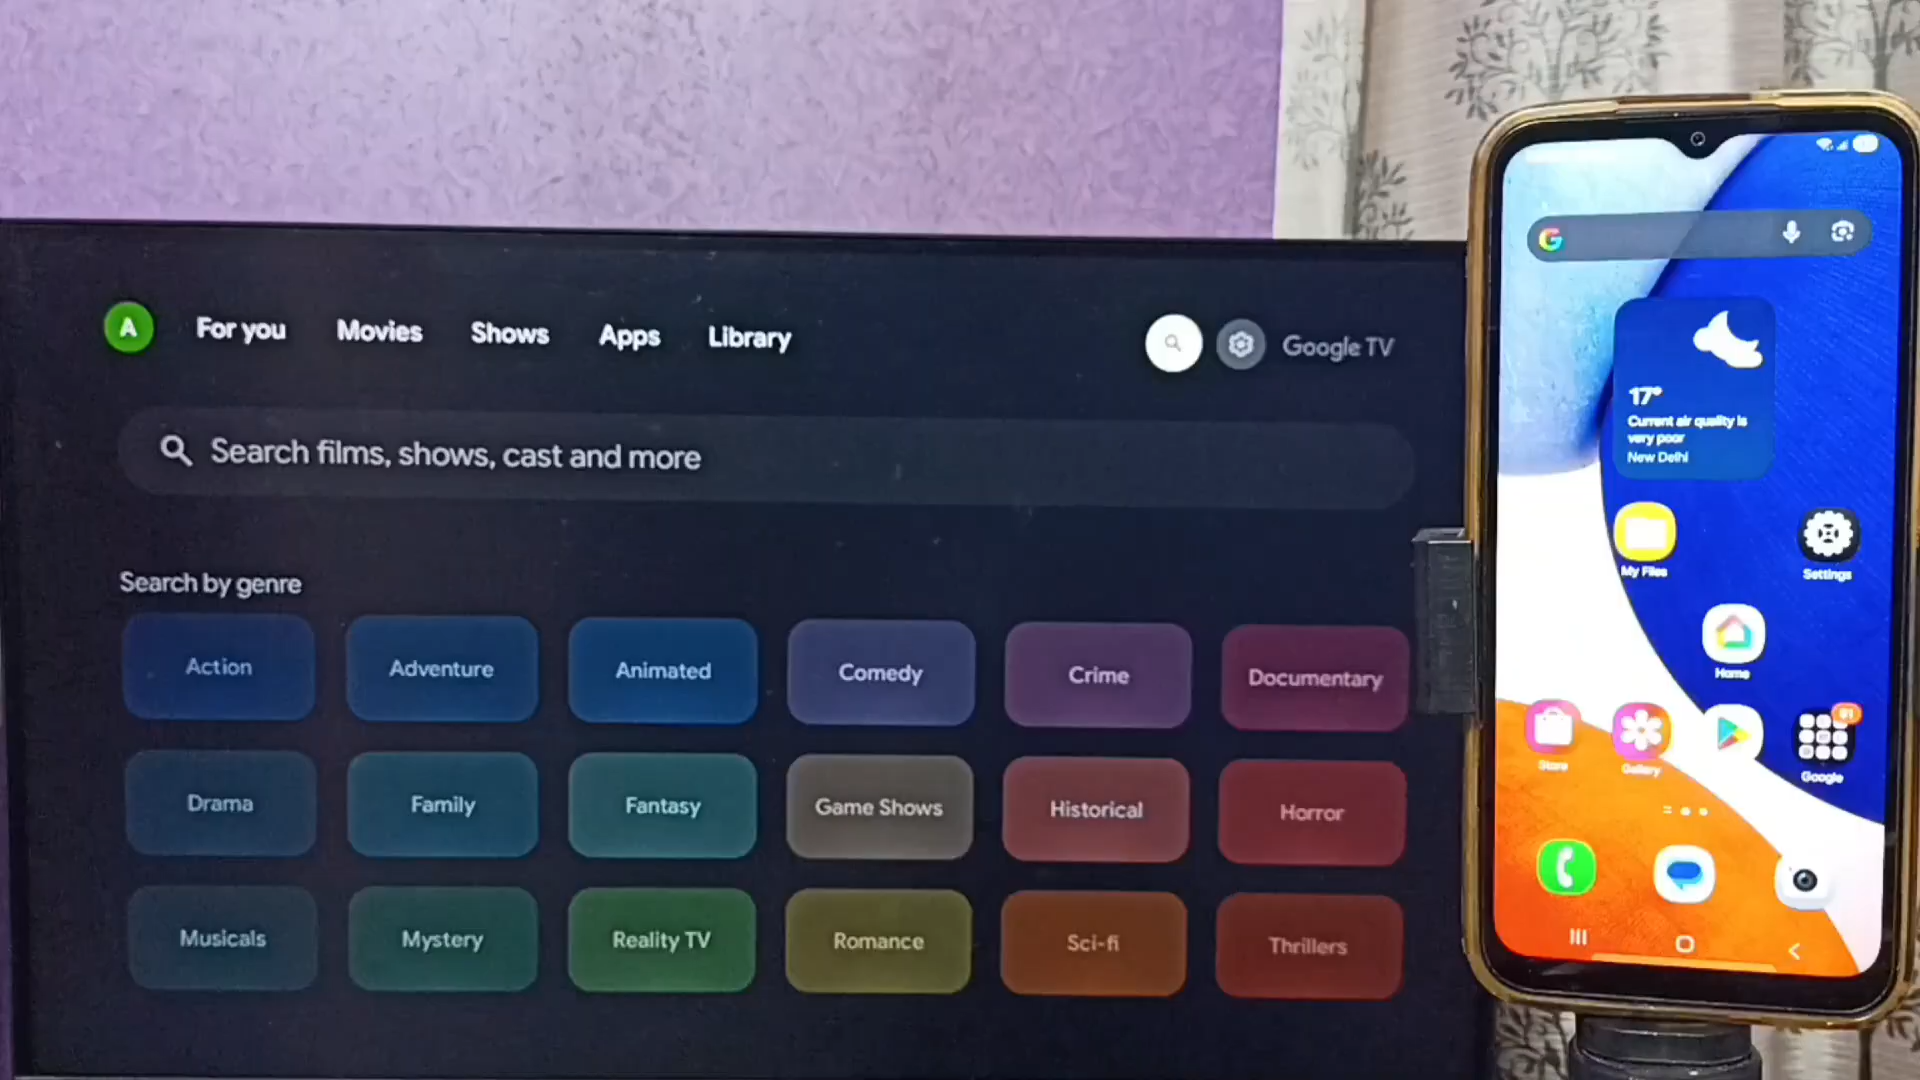 A
For you
Movies
Shows
Apps
Library
Google TV
Search films, shows, cast and more
Search by genre
Action
Adventure
Animated
Comedy
Crime
Documentary
Drama
Family
Fantasy
Game Shows
Historical
Horror
Musicals
Mystery
Reality TV
Romance
Sci-fi
Thrillers
G
17°
Current air quality is
very poor
New Delhi
My Files
Settings
Home
Store
Gallery
Google